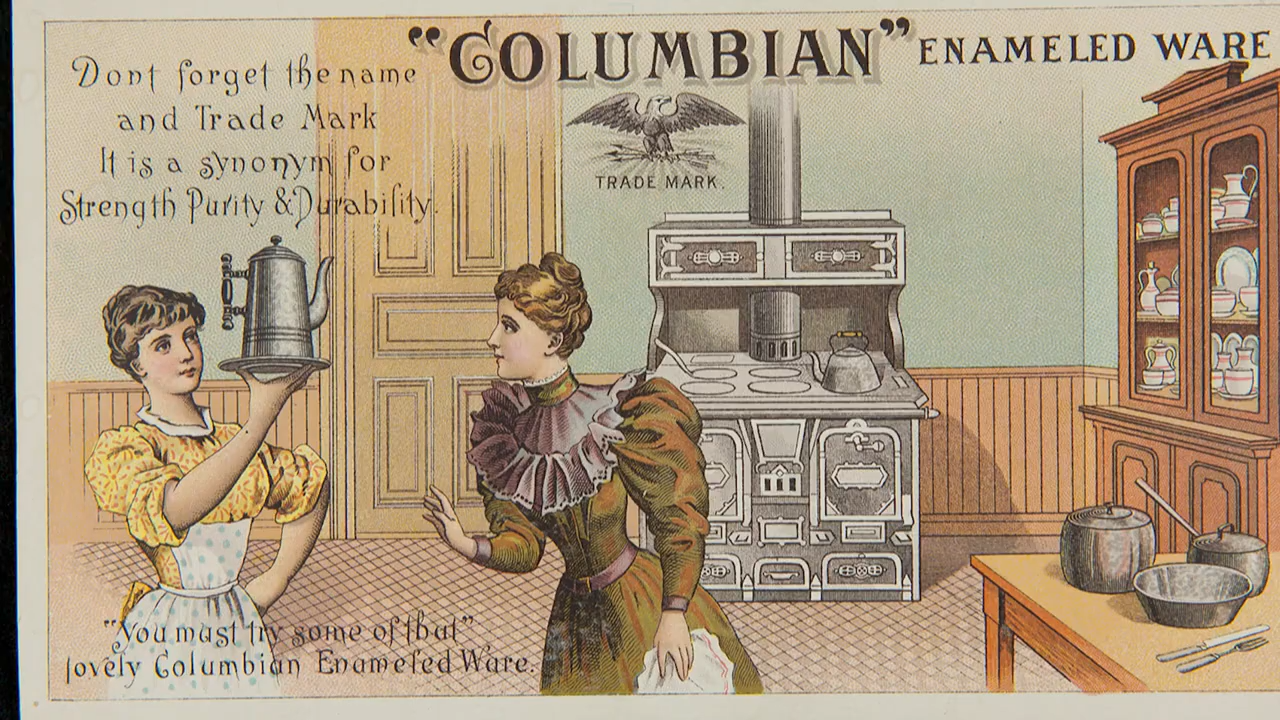 "COLUMBIAN" ENAMELED WARE
Dont forget the name
and Trade Mark
It is a synonym for
Strength Purity & Durability.
TRADE MARK.
"You must try some of that"
lovely Columbian Enameled Ware.